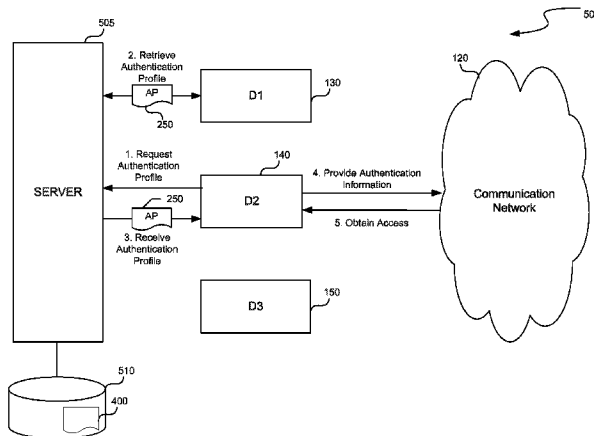 505
50
2. Retrieve
Authentication
Profile
AP
250
D1
130
120
1. Request
Authentication
Profile
140
4. Provide Authentication
Information
SERVER
250
AP
D2
Communication
Network
3. Receive
Authentication
Profile
5. Obtain Access
D3
150
510
400